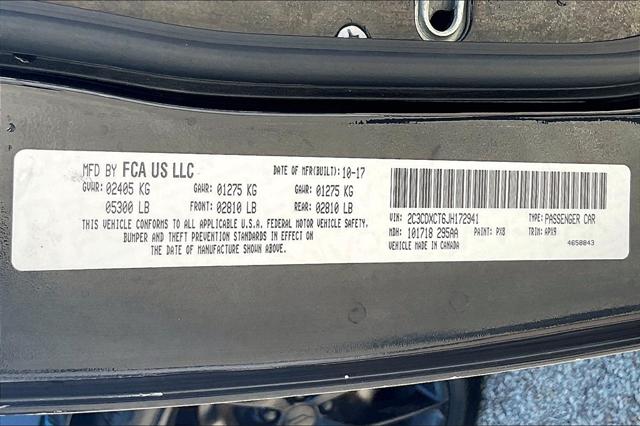 MFD BY FCA US LLC DATE OF MFR(BUILT): 10-17
GVWR: 02405 KG GAWR: 01275 KG GAWR: 01275 KG
05300 LB FRONT: 02810 LB REAR: 02810 LB
THIS VEHICLE CONFORMS TO ALL APPLICABLE U.S.A. FEDERAL MOTOR VEHICLE SAFETY,
BUMPER AND THEFT PREVENTION STANDARDS IN EFFECT ON
THE DATE OF MANUFACTURE SHOWN ABOVE.
VIN: 2C3CDXCT6JH172941 TYPE: PASSENGER CAR
MDH: 101718 295AA PAINT: PX8 TRIM: APX9
VEHICLE MADE IN CANADA
4658843